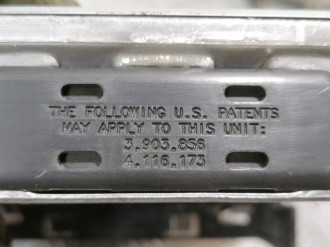 THE FOLLOWING U.S. PATENTS
MAY APPLY TO THIS UNIT:
3,903,856
4,116,173